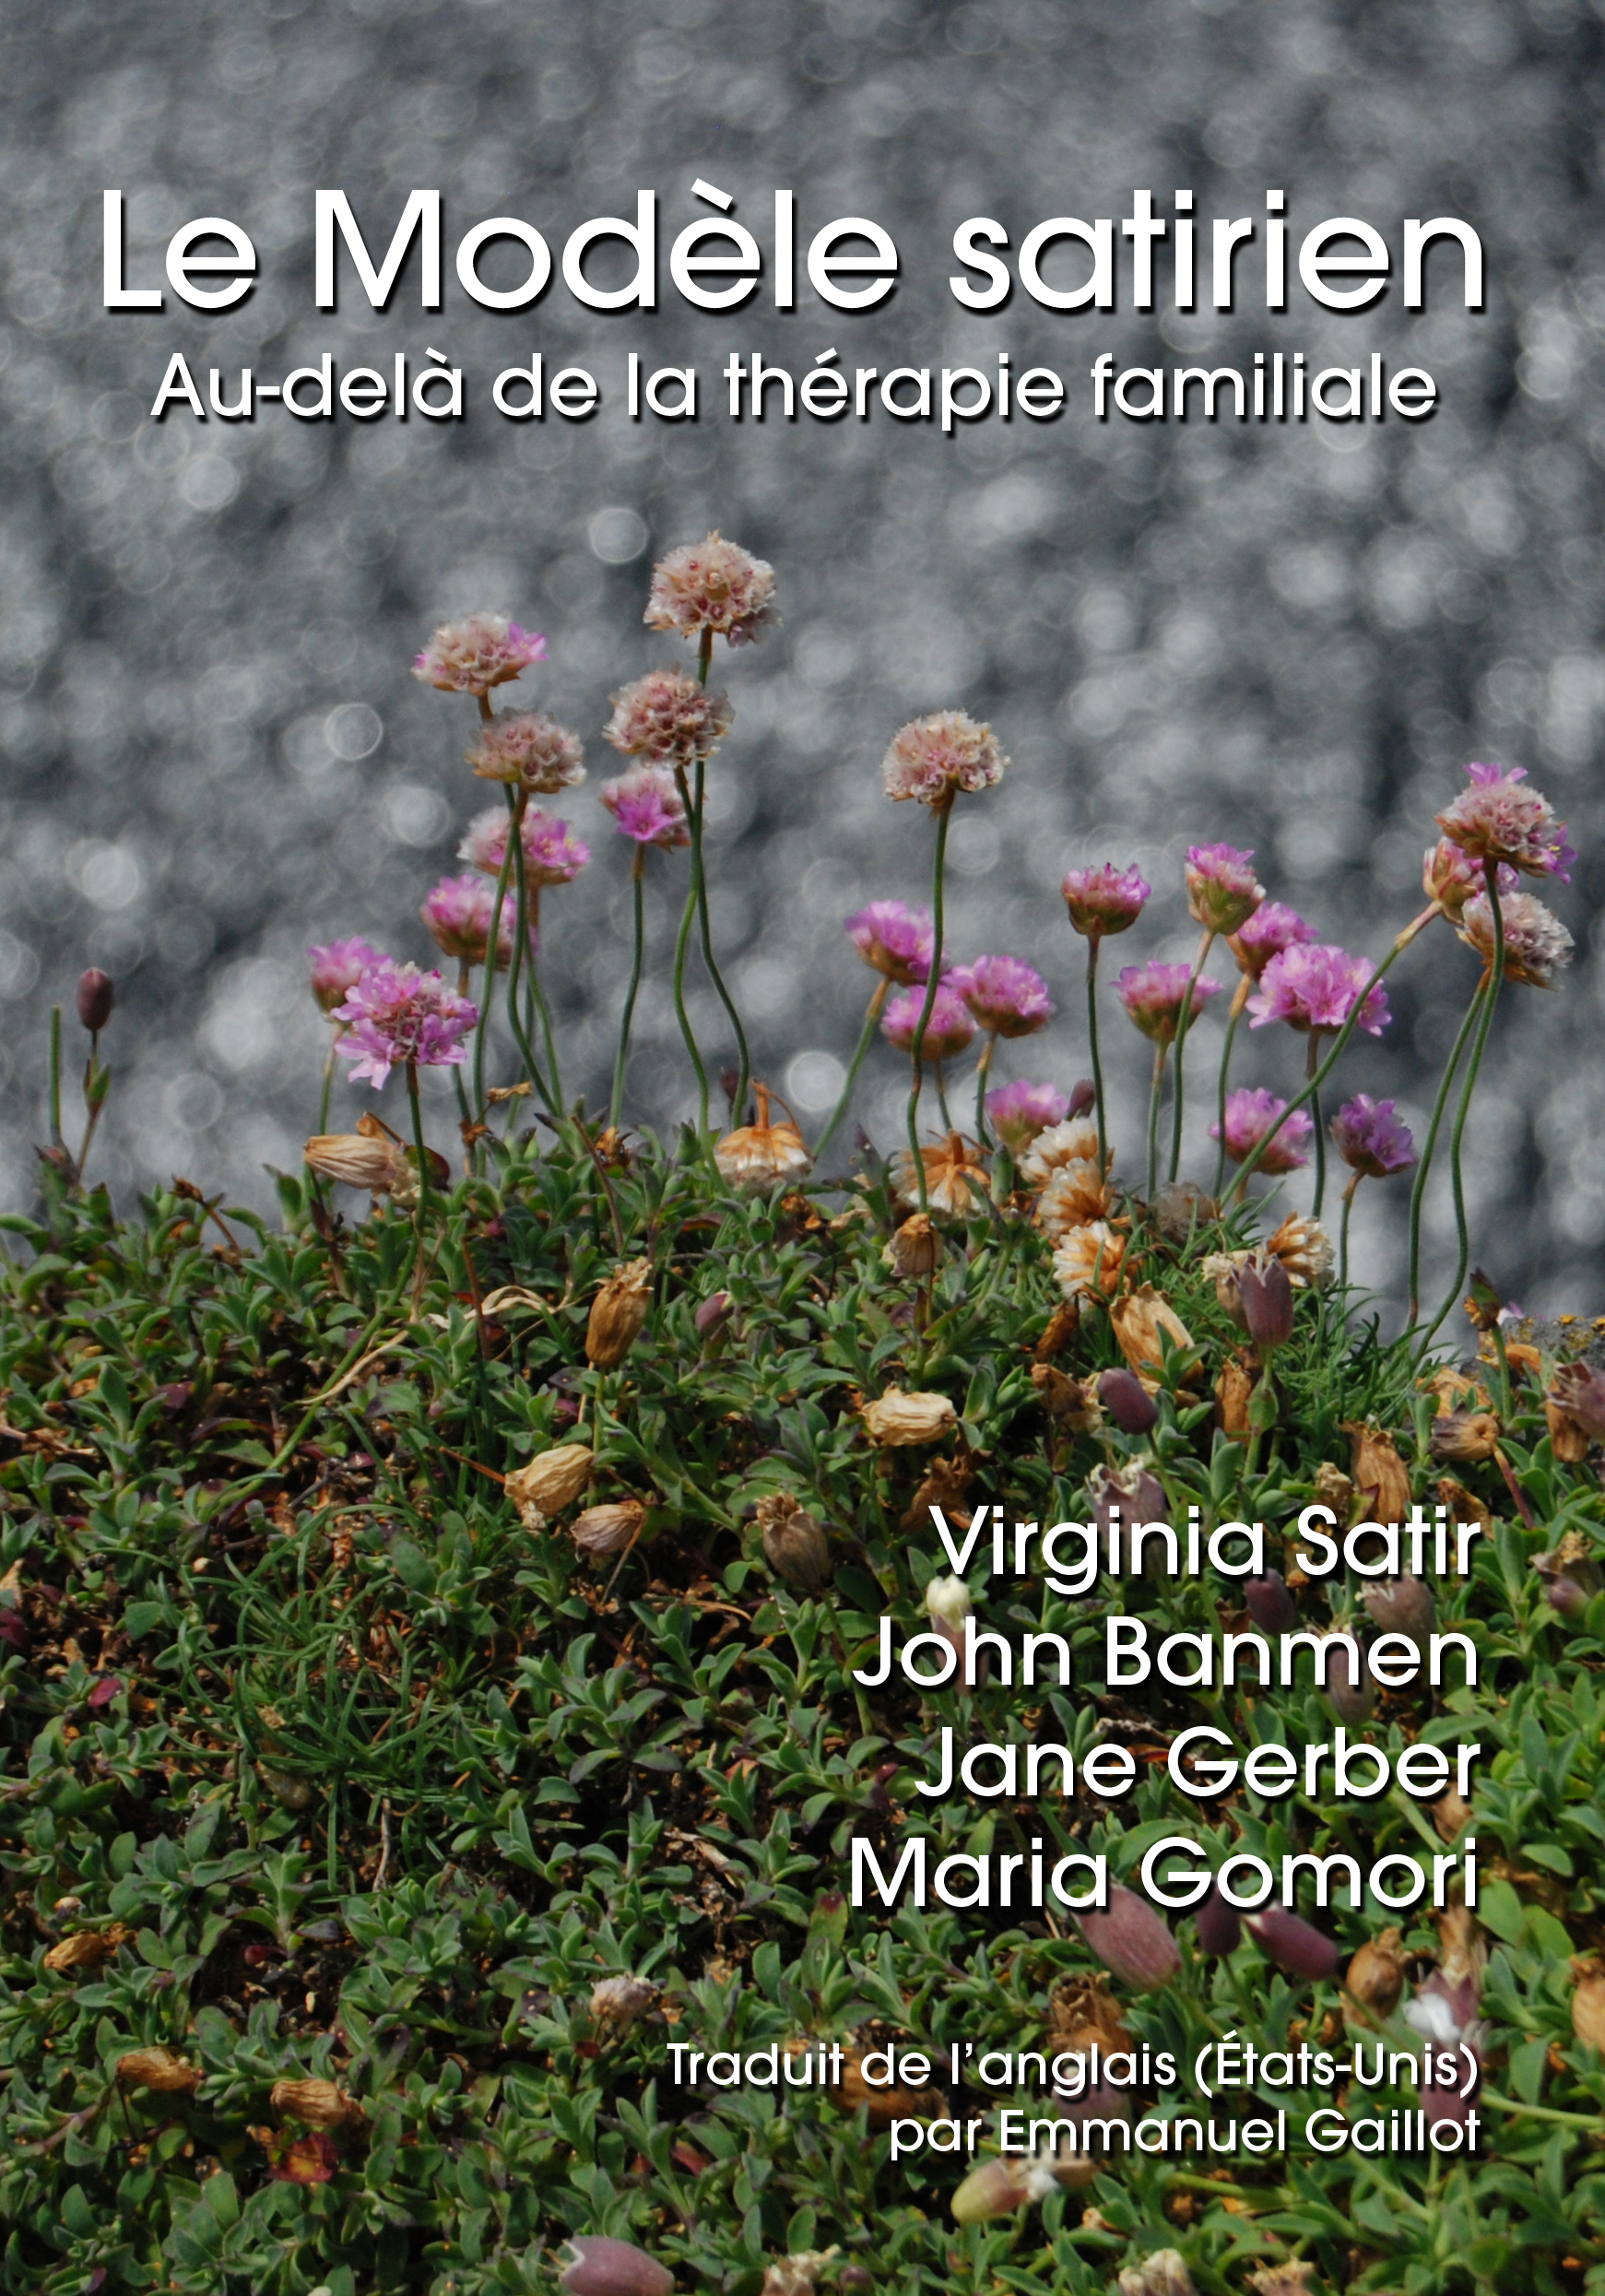 Le Modèle satirien
Au-delà de la thérapie familiale
Virginia Satir
John Banmen
Jane Gerber
Maria Gomori
Traduit de l’anglais (États-Unis)
par Emmanuel Gaillot